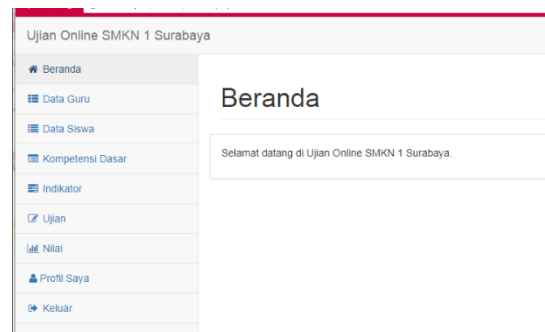 Ujian Online SMKN 1 Surabaya
Beranda
Data Guru
Data Siswa
Kompetensi Dasar
Indikator
Ujian
Nilai
Profil Saya
Keluar
Beranda
Selamat datang di Ujian Online SMKN 1 Surabaya.